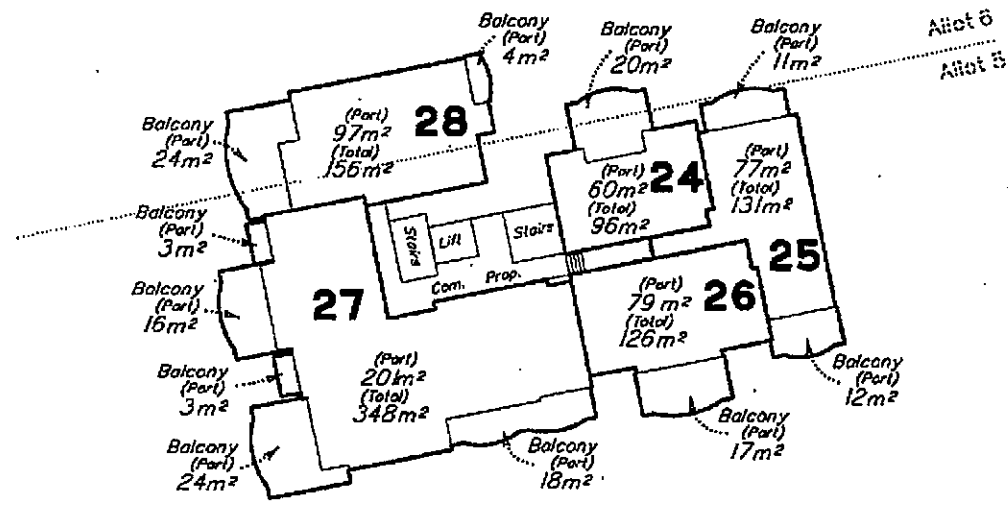 Allot 6
Allot 5
Balcony
(Part)
4m²
Balcony
(Part)
20m²
Balcony
(Part)
11m²
Balcony
(Part)
24m²
(Part)
97m²
(Total)
156m²
28
(Part)
60m²
(Total)
96m²
24
(Part)
77m²
(Total)
131m²
25
Balcony
(Part)
3m²
Stairs
Lift
Stairs
Com. Prop.
Balcony
(Part)
16m²
27
(Part)
79m²
(Total)
126m²
26
(Part)
201m²
(Total)
348m²
Balcony
(Part)
3m²
Balcony
(Part)
12m²
Balcony
(Part)
17m²
Balcony
(Part)
24m²
Balcony
(Part)
18m²